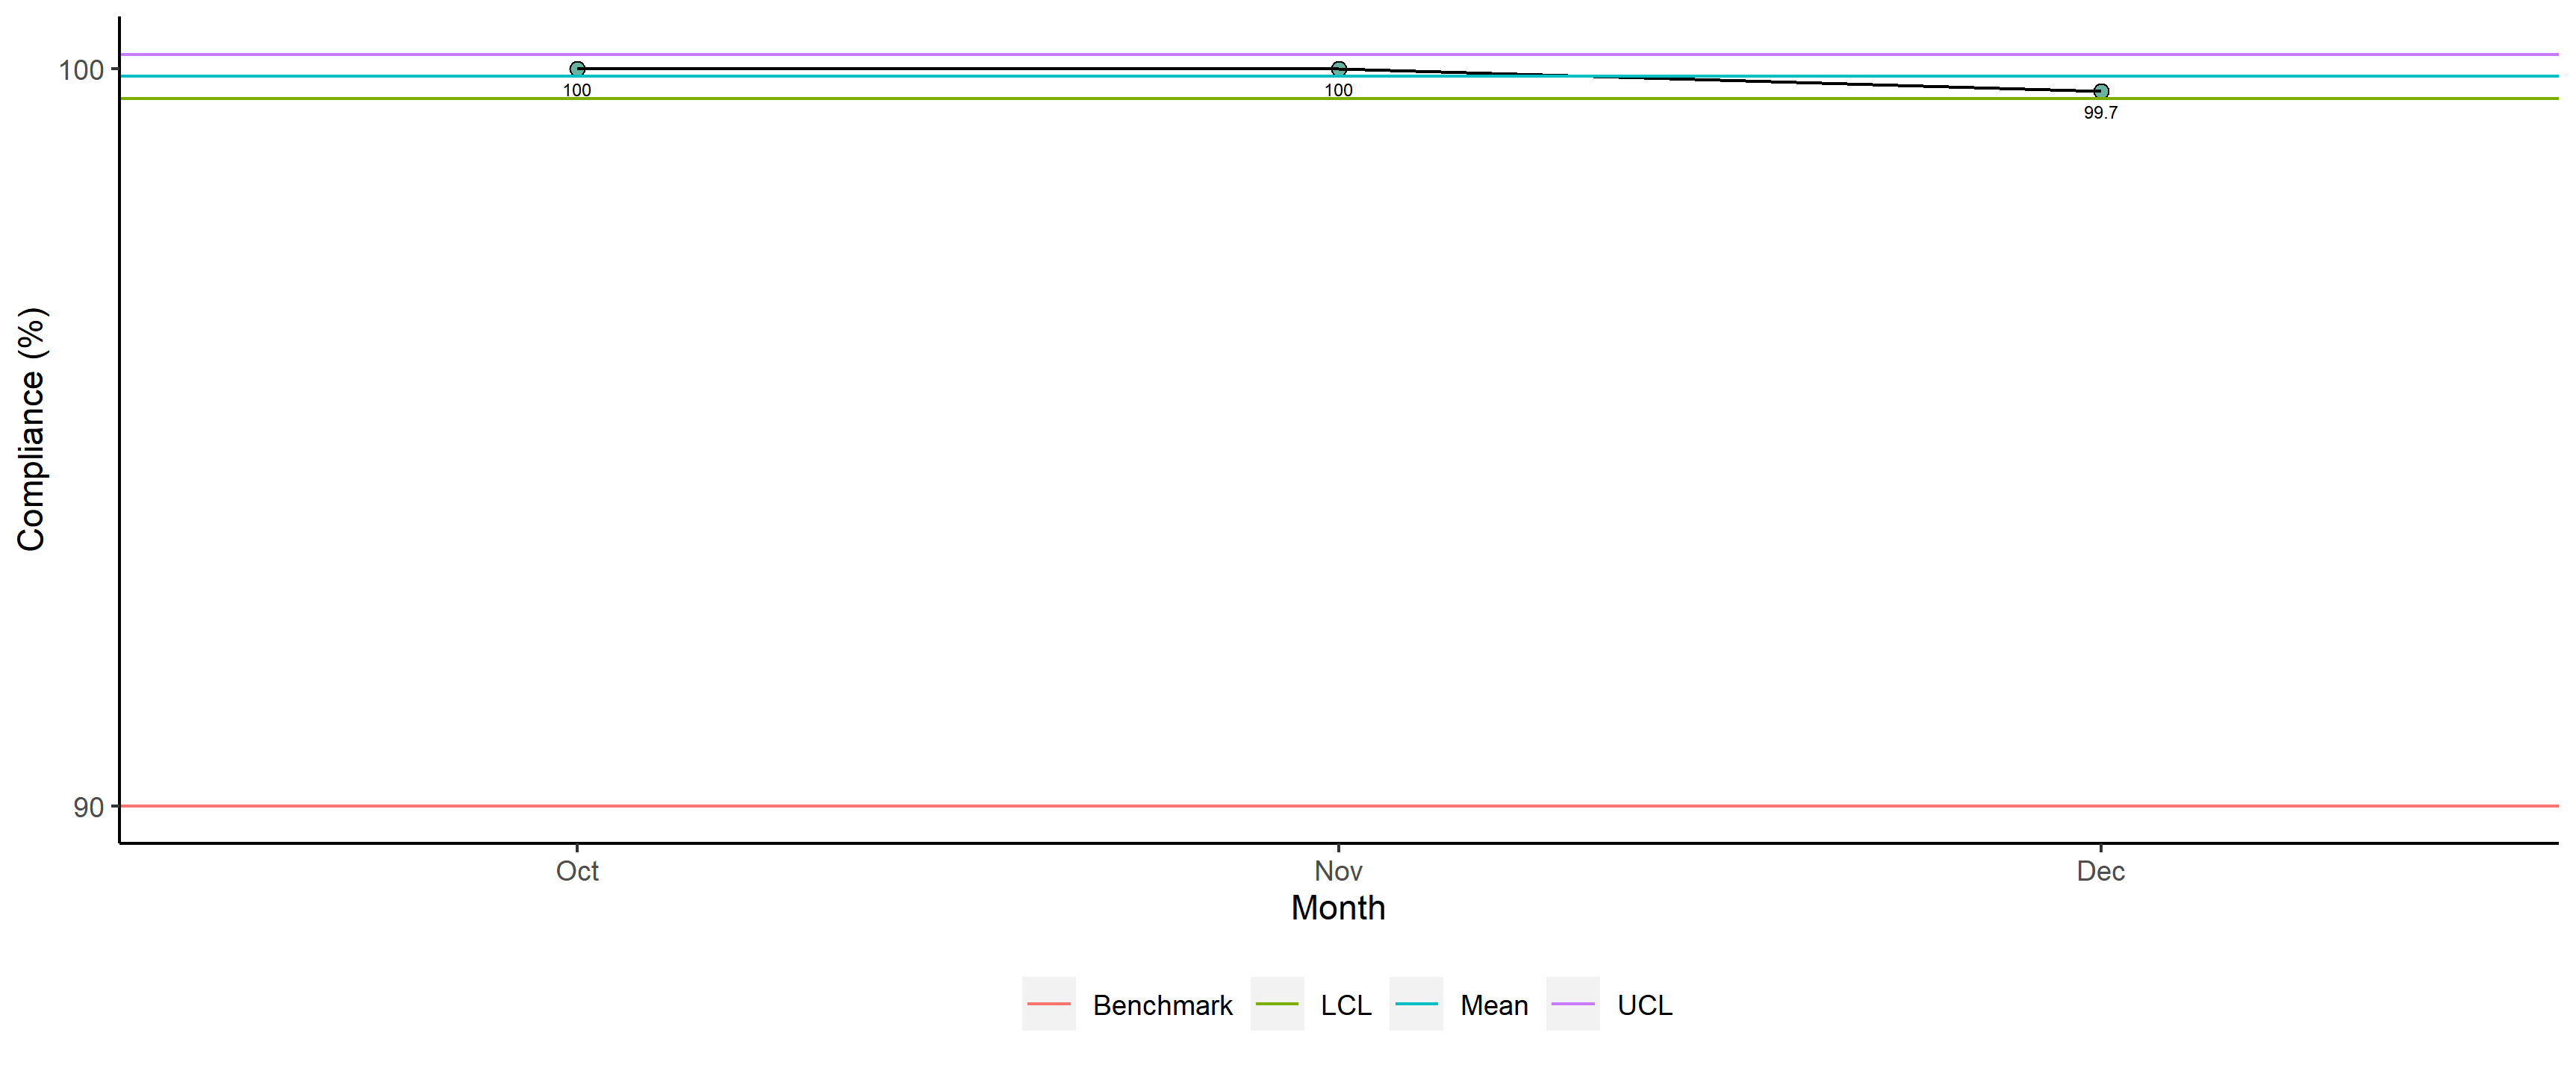 100
100
100
99.7
Compliance (%)
90
Oct Nov Dec
Month
Benchmark LCL Mean UCL